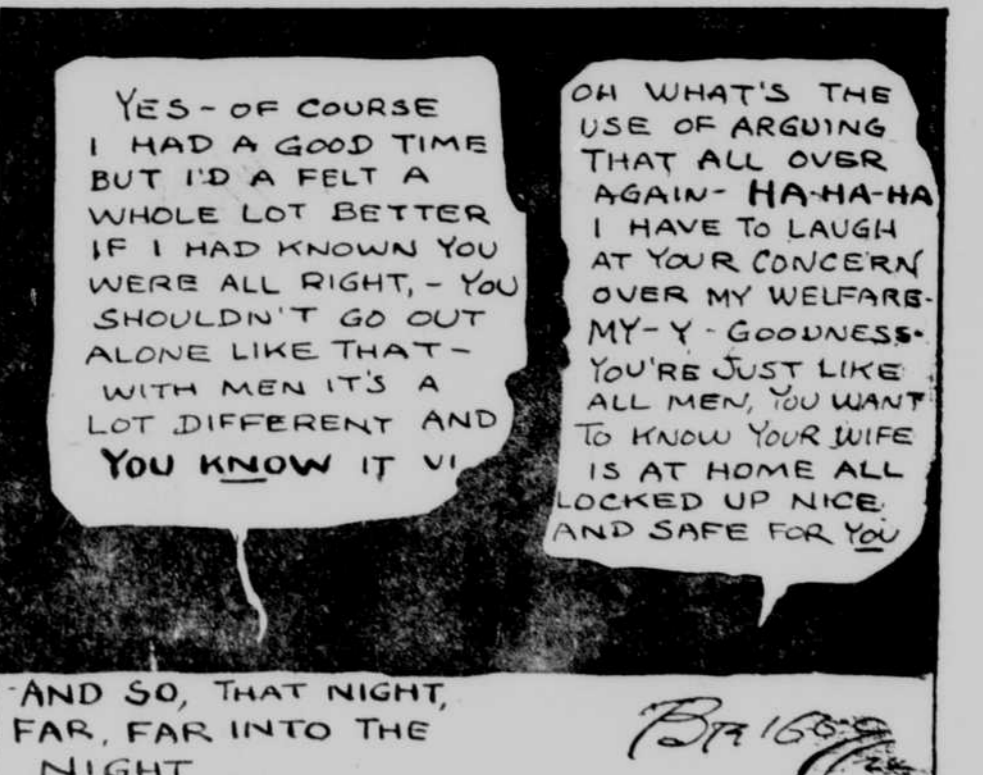 YES - OF COURSE
I HAD A GOOD TIME
BUT I'D A FELT A
WHOLE LOT BETTER
IF I HAD KNOWN YOU
WERE ALL RIGHT, - YOU
SHOULDN'T GO OUT
ALONE LIKE THAT -
WITH MEN IT'S A
LOT DIFFERENT AND
YOU KNOW IT VI
OH WHAT'S THE
USE OF ARGUING
THAT ALL OVER
AGAIN - HA-HA-HA
I HAVE TO LAUGH
AT YOUR CONCERN
OVER MY WELFARE -
MY-Y-GOODNESS.
YOU'RE JUST LIKE
ALL MEN, YOU WANT
TO KNOW YOUR WIFE
IS AT HOME ALL
LOCKED UP NICE
AND SAFE FOR YOU
-AND SO, THAT NIGHT,
FAR, FAR INTO THE
NIGHT